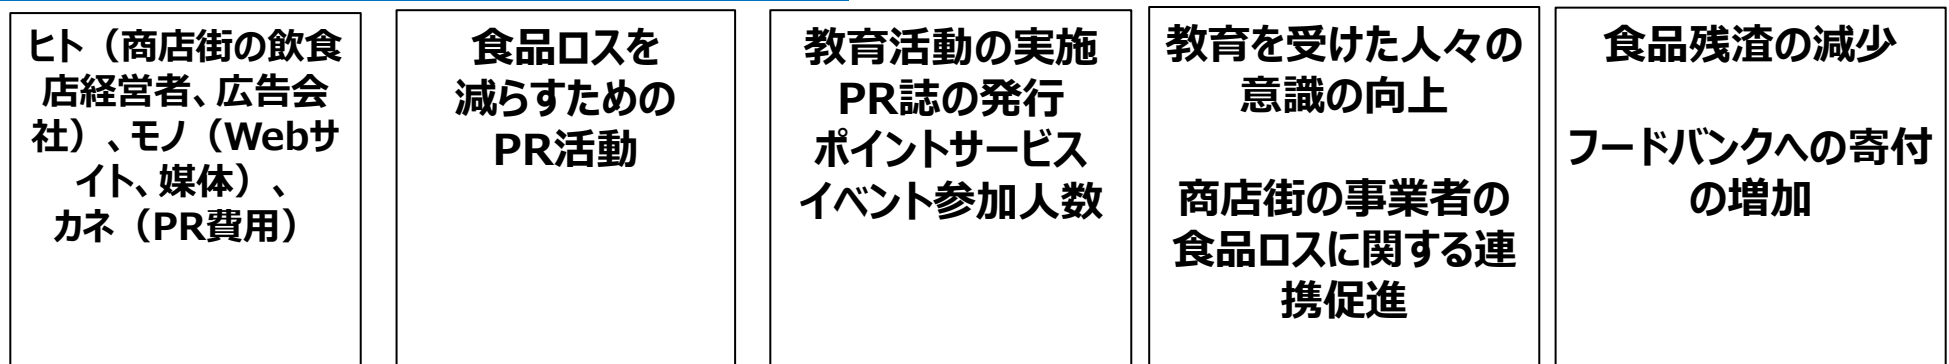 ヒト（商店街の飲食
店経営者、広告会
社）、モノ（Webサ
イト、媒体）、
カネ（PR費用）
食品ロスを
減らすための
PR活動
教育活動の実施
PR誌の発行
ポイントサービス
イベント参加人数
教育を受けた人々の
意識の向上
商店街の事業者の
食品ロスに関する連
携促進
食品残渣の減少
フードバンクへの寄付
の増加